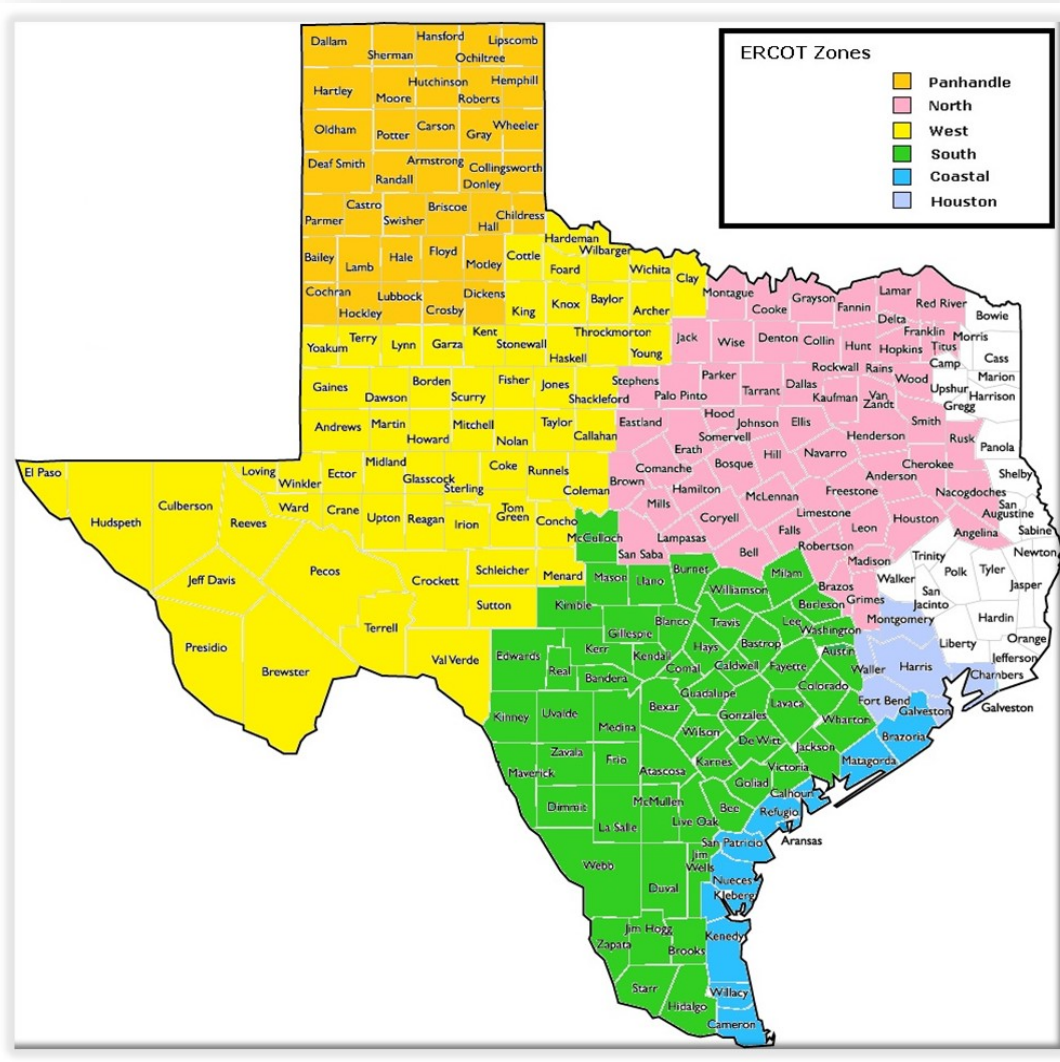 ERCOT Zones
Panhandle
North
West
South
Coastal
Houston
Dallam
Sherman
Hansford
Ochiltree
Lipscomb
Hartley
Moore
Hutchinson
Roberts
Hemphill
Oldham
Potter
Carson
Gray
Wheeler
Deaf Smith
Randall
Armstrong
Donley
Collingsworth
Parmer
Castro
Swisher
Briscoe
Hall
Childress
Bailey
Lamb
Hale
Floyd
Motley
Cottle
Hardeman
Wilbarger
Foard
Wichita
Clay
Cochran
Hockley
Lubbock
Crosby
Dickens
King
Knox
Baylor
Archer
Montague
Cooke
Grayson
Fannin
Lamar
Red River
Delta
Bowie
Yoakum
Terry
Lynn
Garza
Kent
Stonewall
Haskell
Throckmorton
Young
Jack
Wise
Denton
Collin
Hunt
Hopkins
Franklin
Titus
Morris
Camp
Cass
Marion
Gaines
Dawson
Borden
Scurry
Fisher
Jones
Shackleford
Stephens
Palo Pinto
Parker
Tarrant
Dallas
Rockwall
Rains
Kaufman
Van
Zandt
Wood
Upshur
Gregg
Harrison
Andrews
Martin
Howard
Mitchell
Nolan
Taylor
Callahan
Eastland
Erath
Hood
Somervell
Johnson
Ellis
Henderson
Smith
Rusk
Panola
El Paso
Hudspeth
Culberson
Loving
Winkler
Ector
Midland
Glasscock
Sterling
Coke
Runnels
Coleman
Brown
Comanche
Bosque
Hill
Navarro
Anderson
Cherokee
Nacogdoches
Shelby
Reeves
Ward
Crane
Upton
Reagan
Irion
Tom
Green
Concho
McCulloch
Mills
Hamilton
Coryell
McLennan
Limestone
Freestone
Leon
Houston
Angelina
San
Augustine
Sabine
Jeff Davis
Pecos
Crockett
Schleicher
Menard
San Saba
Lampasas
Bell
Falls
Robertson
Madison
Trinity
Polk
Tyler
Jasper
Newton
Presidio
Brewster
Terrell
Sutton
Val Verde
Kimble
Mason
Llano
Burnet
Williamson
Milam
Brazos
Grimes
Walker
San
Jacinto
Hardin
Orange
Jefferson
Liberty
Montgomery
Edwards
Real
Kerr
Gillespie
Blanco
Travis
Lee
Burleson
Washington
Bandera
Kendall
Comal
Hays
Caldwell
Bastrop
Fayette
Austin
Waller
Harris
Chambers
Galveston
Kinney
Uvalde
Medina
Bexar
Guadalupe
Gonzales
Lavaca
Colorado
Wharton
Fort Bend
Galveston
Brazoria
Maverick
Zavala
Frio
Atascosa
Wilson
Karnes
De Witt
Victoria
Jackson
Matagorda
Dimmit
La Salle
McMullen
Live Oak
Bee
Goliad
Calhoun
Refugio
Aransas
San Patricio
Webb
Duval
Jim
Wells
Nueces
Kleberg
Zapata
Jim Hogg
Brooks
Kenedy
Starr
Hidalgo
Willacy
Cameron